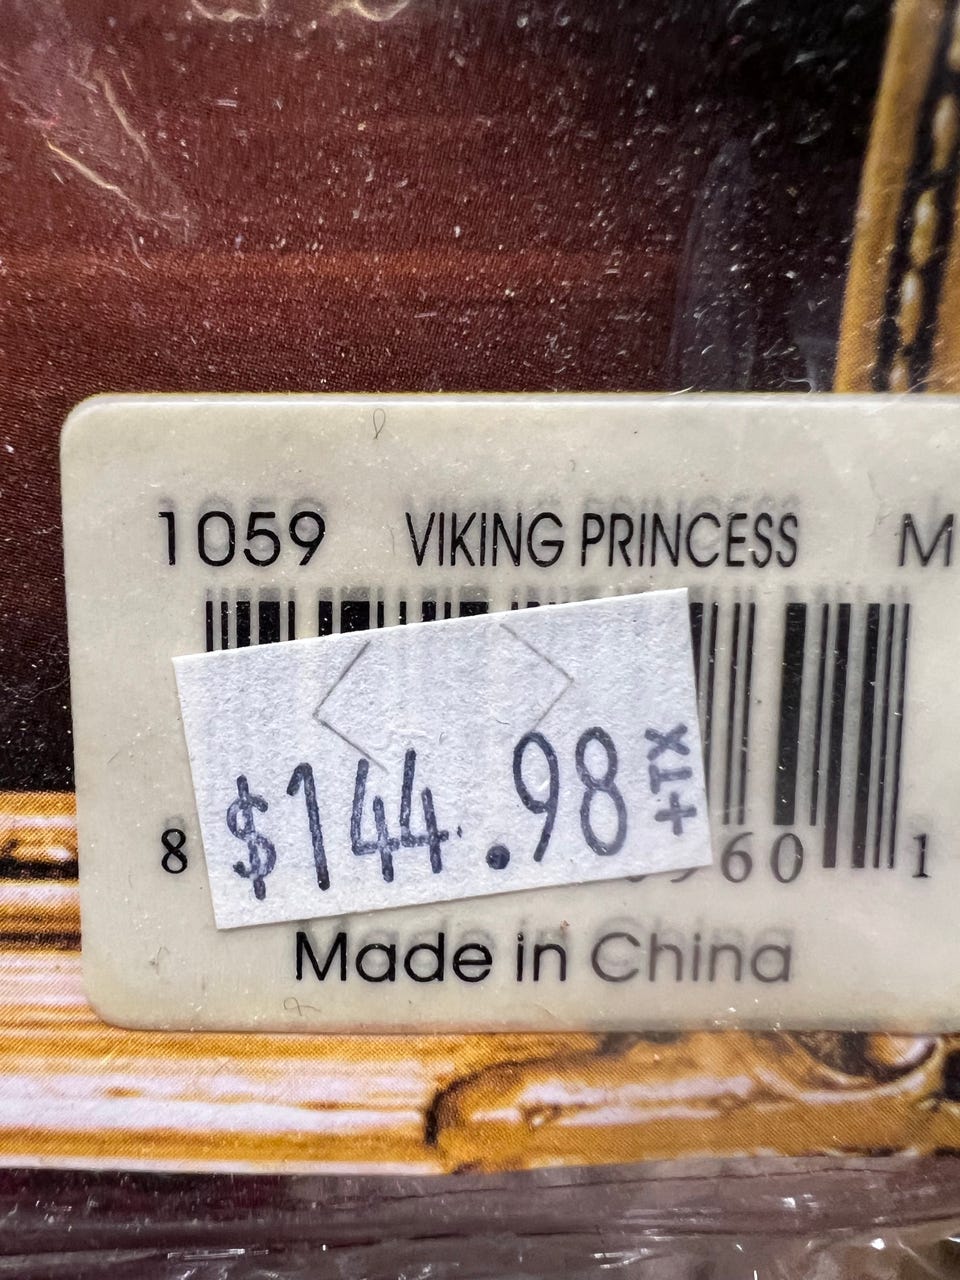 1059 VIKING PRINCESS M
$144.98 +TX
8 60 1
Made in China